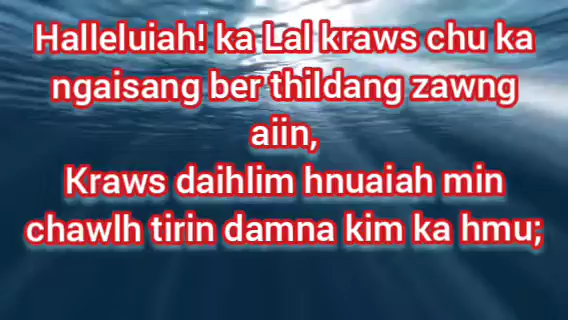 Halleluiah! ka Lal kraws chu ka
ngaisang ber thildang zawng
aiin,
Kraws daihlim hnuaiah min
chawlh tirin damna kim ka hmu;